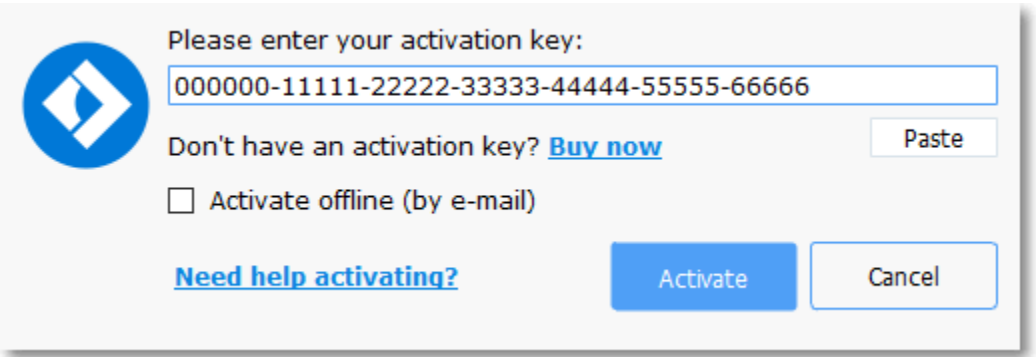 Please enter your activation key:
000000-11111-22222-33333-44444-55555-66666
Don't have an activation key? Buy now
Paste
Activate offline (by e-mail)
Need help activating?
Activate
Cancel